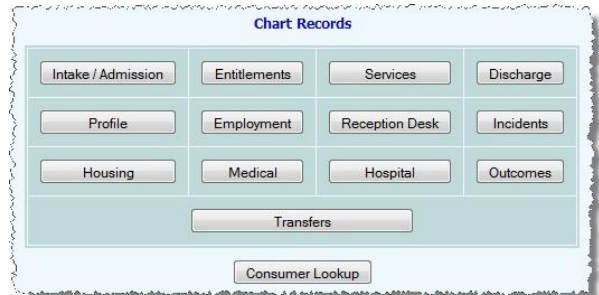 Chart Records
Intake / Admission Entitlements Services Discharge
Profile Employment Reception Desk Incidents
Housing Medical Hospital Outcomes
Transfers
Consumer Lookup